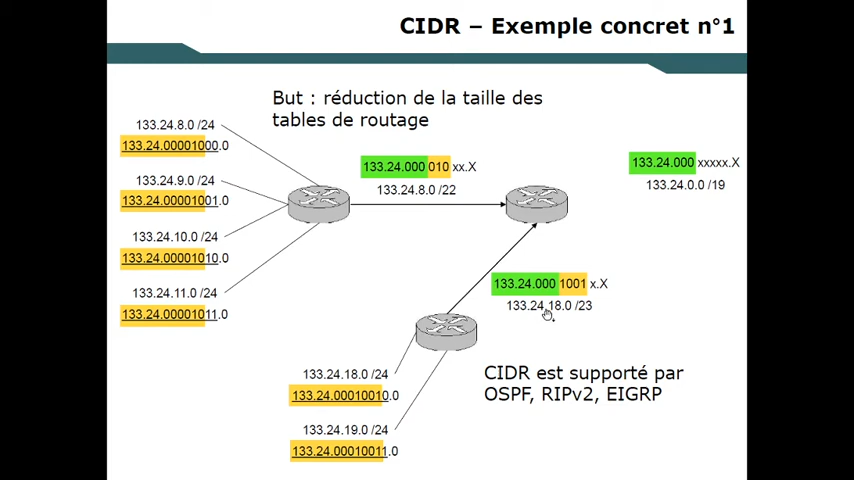 CIDR – Exemple concret n°1
But : réduction de la taille des
tables de routage
133.24.8.0 /24
133.24.00001000.0
133.24.9.0 /24
133.24.00001001.0
133.24.10.0 /24
133.24.00001010.0
133.24.11.0 /24
133.24.00001011.0
133.24.000 010 xx.X
133.24.8.0 /22
133.24.000 xxxxx.X
133.24.0.0 /19
133.24.000 1001 x.X
133.24.18.0 /23
133.24.18.0 /24
133.24.00010010.0
133.24.19.0 /24
133.24.00010011.0
CIDR est supporté par
OSPF, RIPv2, EIGRP